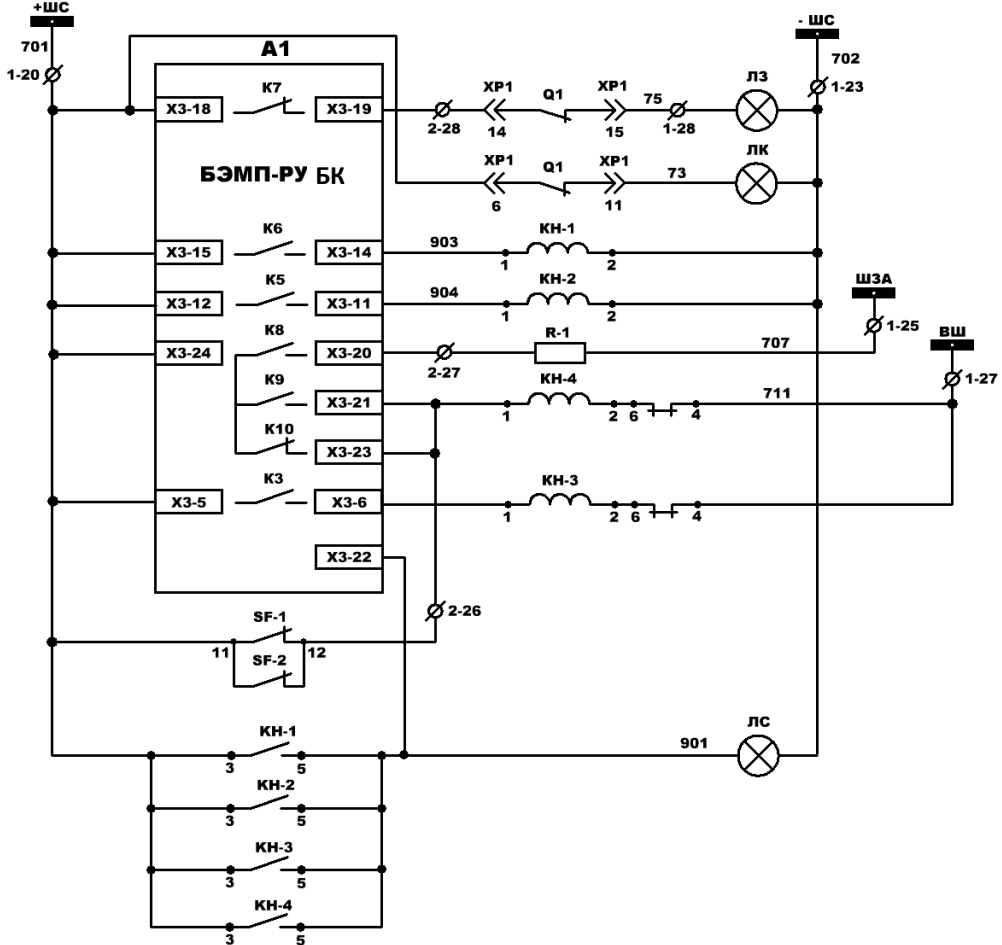 +ШС
- ШС
701
702
1-20
1-23
А1
К7
Х3-18
Х3-19
2-28
ХР1
14
Q1
ХР1
15
75
1-28
ЛЗ
БЭМП-РУ БК
ХР1
6
Q1
ХР1
11
73
ЛК
К6
Х3-15
Х3-14
903
КН-1
1
2
К5
Х3-12
Х3-11
904
КН-2
1
2
ШЗА
1-25
К8
Х3-24
Х3-20
2-27
R-1
707
ВШ
1-27
К9
Х3-21
КН-4
1
2
6
4
711
К10
Х3-23
К3
Х3-5
Х3-6
КН-3
1
2
6
4
Х3-22
2-26
SF-1
11
12
SF-2
КН-1
3
5
901
ЛС
КН-2
3
5
КН-3
3
5
КН-4
3
5